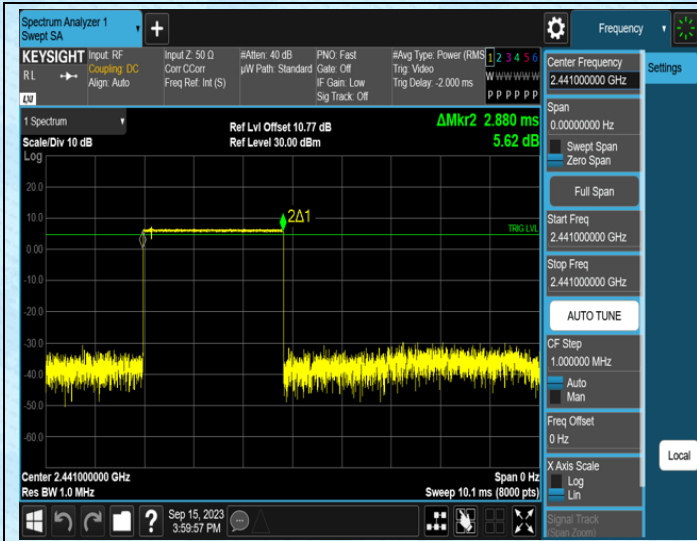 Spectrum Analyzer 1
Swept SA
+
Frequency
KEYSIGHT
RL
LXI
Input: RF
Coupling: DC
Align: Auto
Input Z: 50 Ω
Corr CCorr
Freq Ref: Int (S)
#Atten: 40 dB
µW Path: Standard
PNO: Fast
Gate: Off
IF Gain: Low
Sig Track: Off
#Avg Type: Power (RMS
Trig: Video
Trig Delay: -2.000 ms
1 2 3 4 5 6
W W W W W W
P P P P P P
1 Spectrum
Scale/Div 10 dB
Ref Lvl Offset 10.77 dB
Ref Level 30.00 dBm
ΔMkr2 2.880 ms
5.62 dB
Log
20.0
10.0
0.00
-10.0
-20.0
-30.0
-40.0
-50.0
-60.0
2Δ1
TRIG LVL
Center 2.441000000 GHz
Res BW 1.0 MHz
Span 0 Hz
Sweep 10.1 ms (8000 pts)
?
Sep 15, 2023
3:59:57 PM
Center Frequency
2.441000000 GHz
Span
0.00000000 Hz
Swept Span
Zero Span
Full Span
Start Freq
2.441000000 GHz
Stop Freq
2.441000000 GHz
AUTO TUNE
CF Step
1.000000 MHz
Auto
Man
Freq Offset
0 Hz
X Axis Scale
Log
Lin
Signal Track
(Span Zoom)
Settings
Local